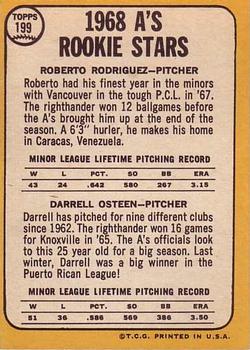 TOPPS
199
1968 A'S
ROOKIE STARS
ROBERTO RODRIGUEZ—PITCHER
Roberto had his finest year in the minors
with Vancouver in the tough P.C.L. in '67.
The righthander won 12 ballgames before the
A's brought him up at the end of the
season. A 6'3" hurler, he makes his home in
Caracas, Venezuela.
MINOR LEAGUE LIFETIME PITCHING RECORD
W L PCT. SO BB ERA
43 24 .642 580 267 3.15
DARRELL OSTEEN—PITCHER
Darrell has pitched for nine different clubs
since 1962. The righthander won 16 games
for Knoxville in '65. The A's officials look
to this 25 year old for a big season. Last
winter, Darrell was a big winner in the
Puerto Rican League!
MINOR LEAGUE LIFETIME PITCHING RECORD
W L PCT. SO BB ERA
51 36 .586 569 386 3.50
©T.C.G. PRINTED IN U.S.A.